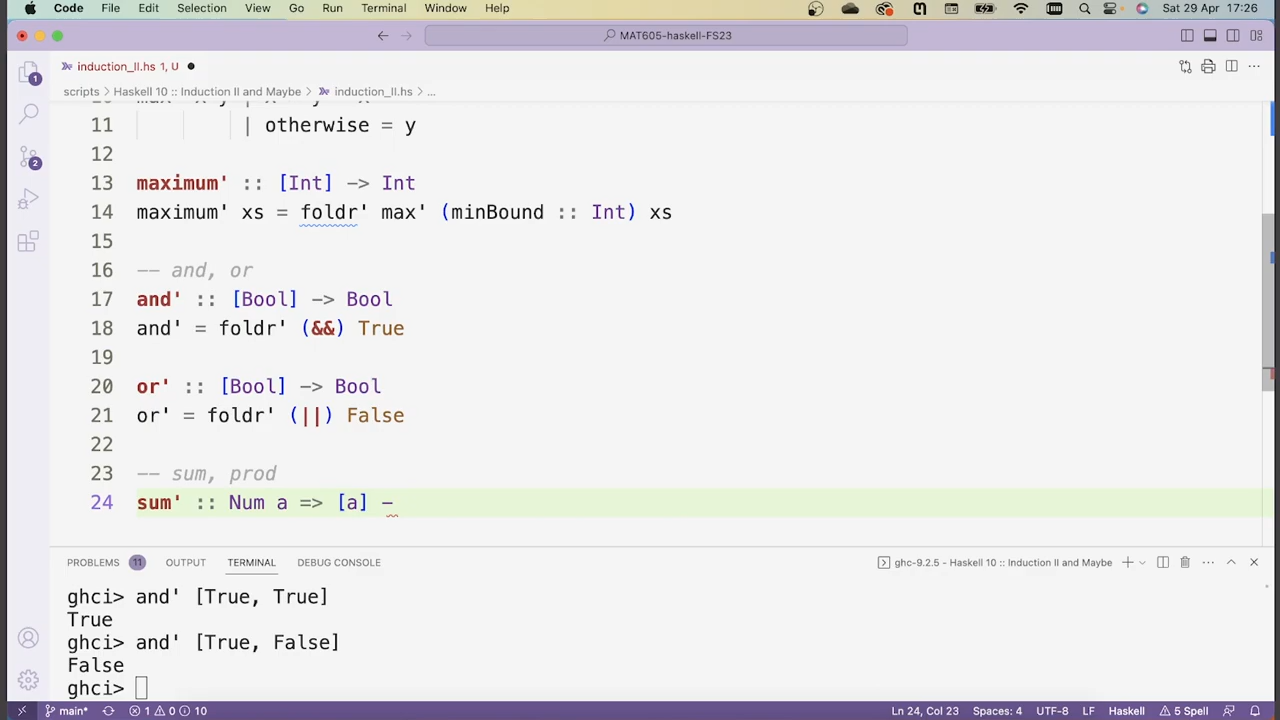 Code File Edit Selection View Go Run Terminal Window Help Sat 29 Apr 17:26
MAT605-haskell-FS23
induction_II.hs 1, U
scripts > Haskell 10 :: Induction II and Maybe > induction_II.hs > ...
11 | otherwise = y
12
13 maximum' :: [Int] -> Int
14 maximum' xs = foldr' max' (minBound :: Int) xs
15
16 -- and, or
17 and' :: [Bool] -> Bool
18 and' = foldr' (&&) True
19
20 or' :: [Bool] -> Bool
21 or' = foldr' (||) False
22
23 -- sum, prod
24 sum' :: Num a => [a] -
PROBLEMS 11 OUTPUT TERMINAL DEBUG CONSOLE ghc-9.2.5 - Haskell 10 :: Induction II and Maybe
ghci> and' [True, True]
True
ghci> and' [True, False]
False
ghci>
main* 1 0 10 Ln 24, Col 23 Spaces: 4 UTF-8 LF Haskell 5 Spell